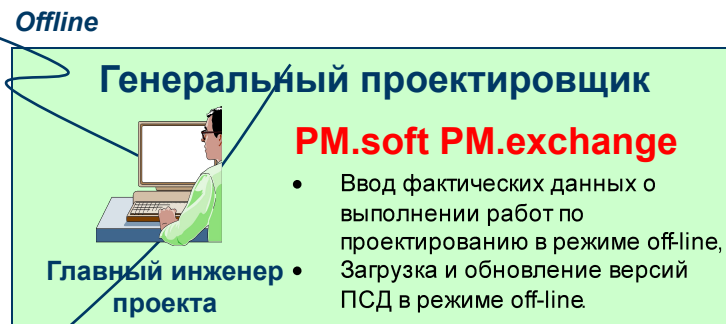 Offline
Генеральный проектировщик
PM.soft PM.exchange
• Ввод фактических данных о
выполнении работ по
проектированию в режиме off-line,
• Загрузка и обновление версий
ПСД в режиме off-line.
Главный инженер
проекта